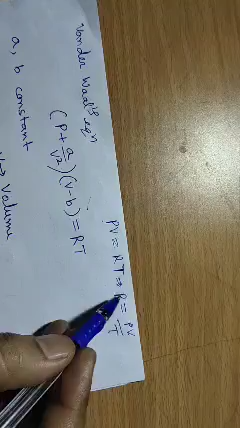 Vander Waal's eqn
(P + a/V²)(V-b) = RT
a, b constant
V → Volume
PV = RT ⇒ R = PV/T